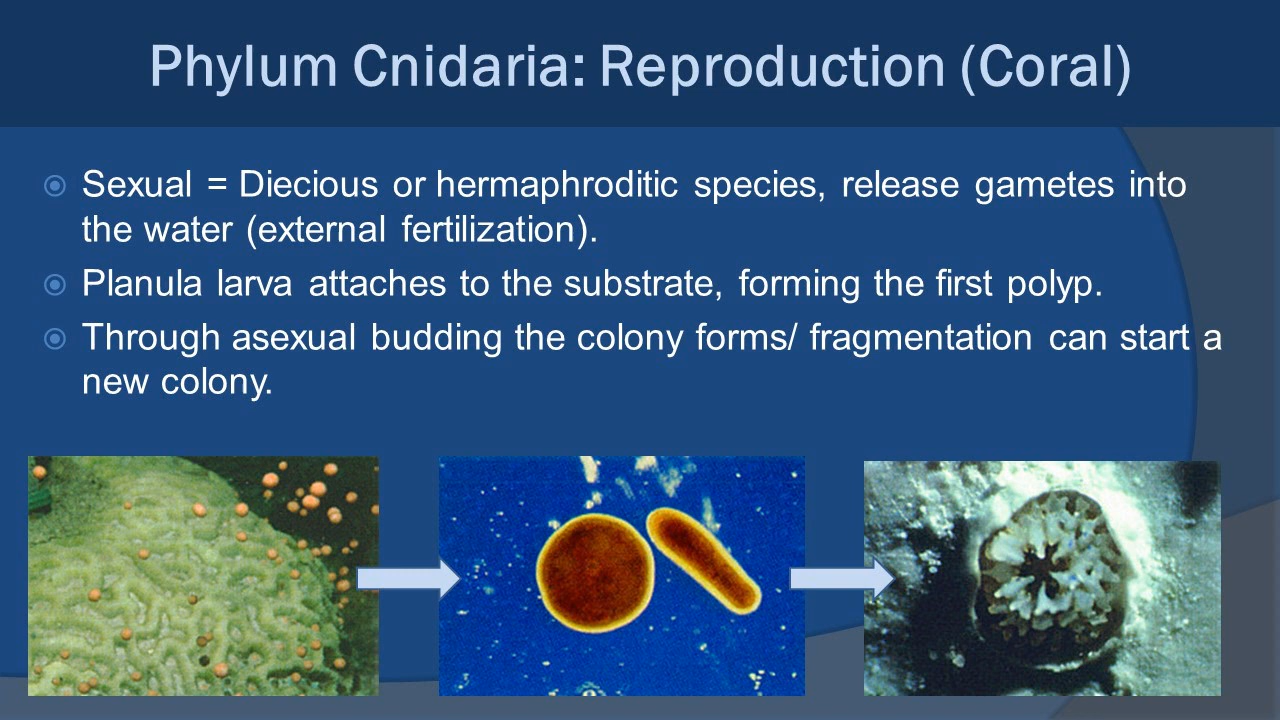 Phylum Cnidaria: Reproduction (Coral)
Sexual = Diecious or hermaphroditic species, release gametes into
the water (external fertilization).
Planula larva attaches to the substrate, forming the first polyp.
Through asexual budding the colony forms/ fragmentation can start a
new colony.